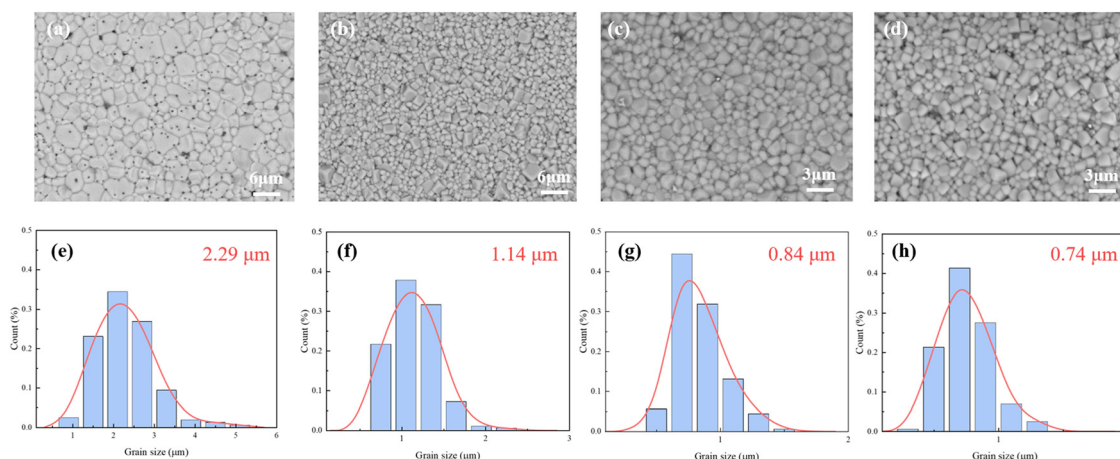 (a)
6μm
(b)
6μm
(c)
3μm
(d)
3μm
(e)
2.29 μm
0.5
0.4
0.3
0.2
0.1
0.0
Count (%)
1 2 3 4 5 6
Grain size (μm)
(f)
1.14 μm
0.5
0.4
0.3
0.2
0.1
0.0
Count (%)
1 2 3
Grain size (μm)
(g)
0.84 μm
0.5
0.4
0.3
0.2
0.1
0.0
Count (%)
1 2
Grain size (μm)
(h)
0.74 μm
0.5
0.4
0.3
0.2
0.1
0.0
Count (%)
1
Grain size (μm)